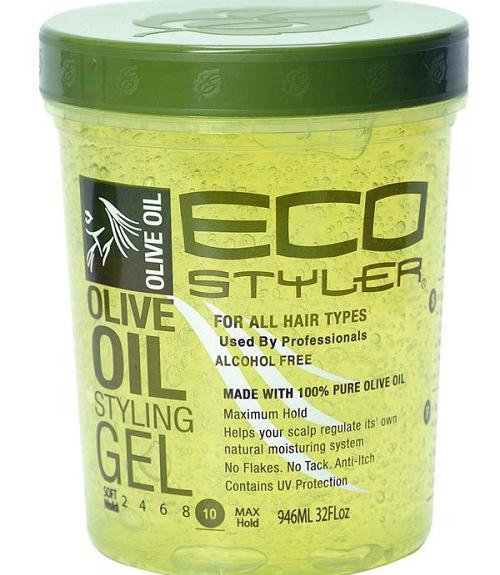 OLIVE OIL
ECO
STYLER®
OLIVE
OIL
STYLING
GEL
FOR ALL HAIR TYPES
Used By Professionals
ALCOHOL FREE
MADE WITH 100% PURE OLIVE OIL
Maximum Hold
Helps your scalp regulate its' own
natural moisturing system
No Flakes. No Tack. Anti-Itch
Contains UV Protection
SOFT Hold 2 4 6 8 10 MAX Hold
946ML 32FLoz